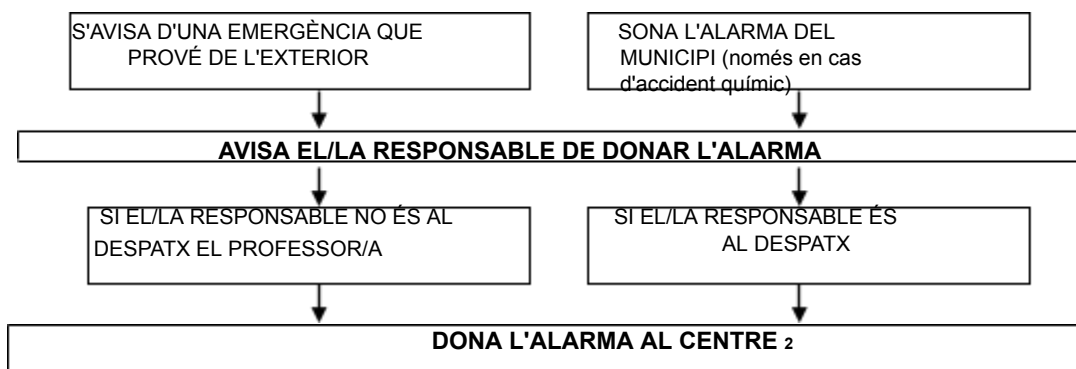 S'AVISA D'UNA EMERGÈNCIA QUE
PROVÉ DE L'EXTERIOR
SONA L'ALARMA DEL
MUNICIPI (només en cas
d'accident químic)
AVISA EL/LA RESPONSABLE DE DONAR L'ALARMA
SI EL/LA RESPONSABLE NO ÉS AL
DESPATX EL PROFESSOR/A
SI EL/LA RESPONSABLE ÉS
AL DESPATX
DONA L'ALARMA AL CENTRE 2